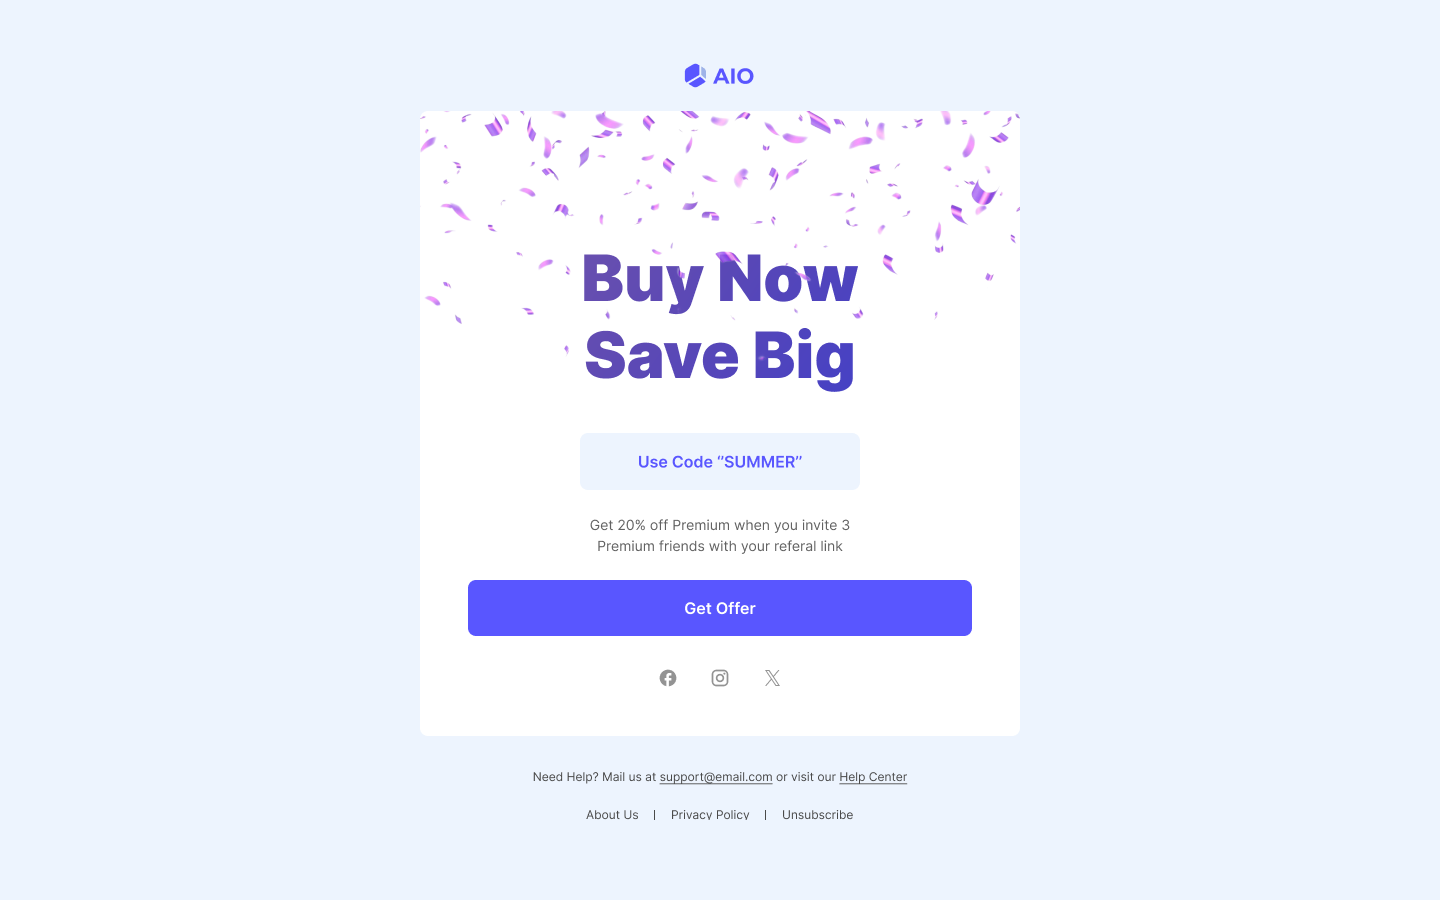 AIO
Buy Now
Save Big
Use Code ‘’SUMMER’’
Get 20% off Premium when you invite 3
Premium friends with your referal link
Get Offer
Need Help? Mail us at support@email.com or visit our Help Center
About Us | Privacy Policy | Unsubscribe